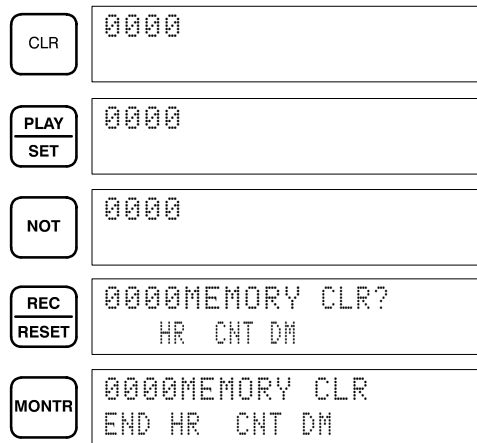 CLR
0000
PLAY
SET
0000
NOT
0000
REC
RESET
0000MEMORY CLR?
HR CNT DM
MONTR
0000MEMORY CLR
END HR CNT DM